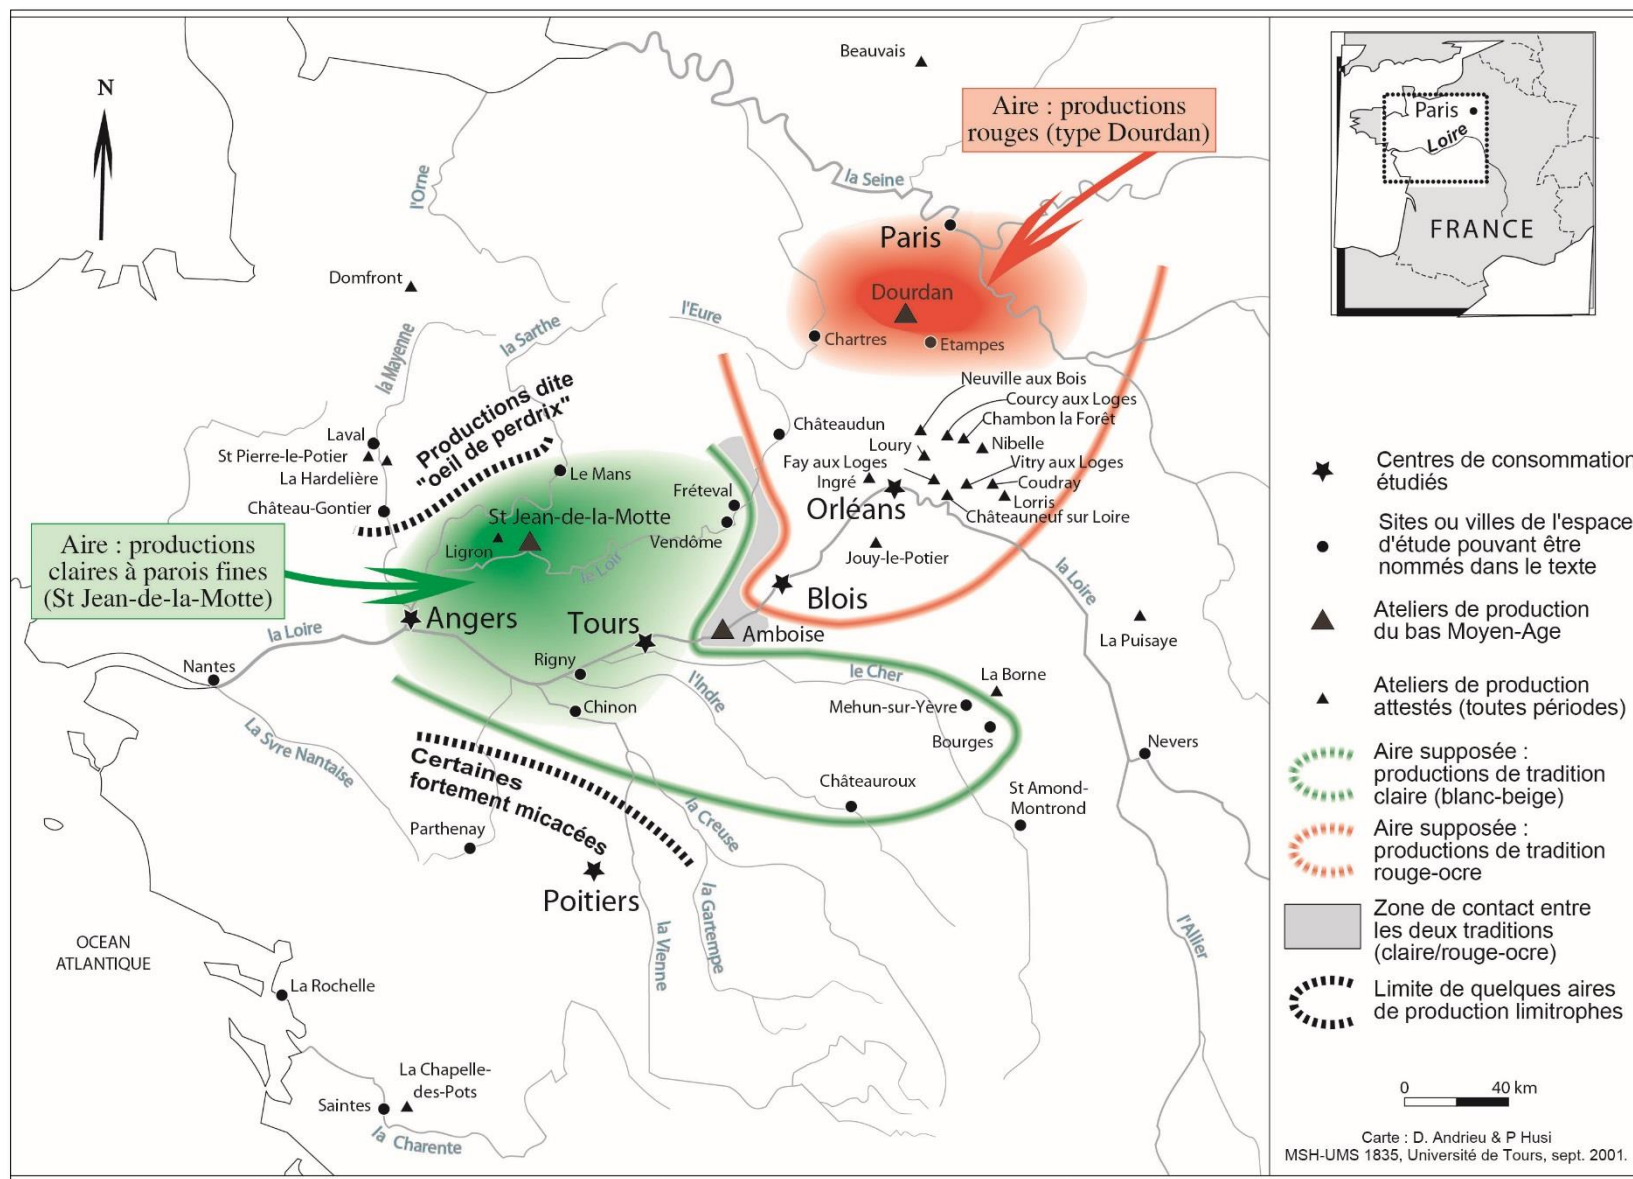 N
Beauvais
Aire : productions
rouges (type Dourdan)
l'Orne
la Seine
Paris
Domfront
Dourdan
l'Eure
la Sarthe
Chartres
Etampes
la Mayenne
Productions dite
"oeil de perdrix"
Neuville aux Bois
Courcy aux Loges
Chambon la Forêt
Châteaudun
Laval
Loury
Nibelle
St Pierre-le-Potier
Fay aux Loges
Vitry aux Loges
La Hardelière
Le Mans
Ingré
Coudray
Fréteval
Lorris
Château-Gontier
St Jean-de-la-Motte
Orléans
Châteauneuf sur Loire
Aire : productions
claires à parois fines
(St Jean-de-la-Motte)
Ligron
Vendôme
le Loir
Jouy-le-Potier
la Loire
Blois
Angers
Tours
Amboise
la Loire
La Puisaye
Nantes
Rigny
l'Indre
le Cher
La Borne
Chinon
Mehun-sur-Yèvre
Bourges
La Svre Nantaise
Nevers
Certaines
fortement micacées
Châteauroux
St Amond-
Montrond
Parthenay
la Creuse
Poitiers
la Gartempe
la Vienne
l'Allier
OCEAN
ATLANTIQUE
La Rochelle
La Chapelle-
des-Pots
Saintes
la Charente
Paris
Loire
FRANCE
Centres de consommation
étudiés
Sites ou villes de l'espace
d'étude pouvant être
nommés dans le texte
Ateliers de production
du bas Moyen-Age
Ateliers de production
attestés (toutes périodes)
Aire supposée :
productions de tradition
claire (blanc-beige)
Aire supposée :
productions de tradition
rouge-ocre
Zone de contact entre
les deux traditions
(claire/rouge-ocre)
Limite de quelques aires
de production limitrophes
0 40 km
Carte : D. Andrieu & P Husi
MSH-UMS 1835, Université de Tours, sept. 2001.